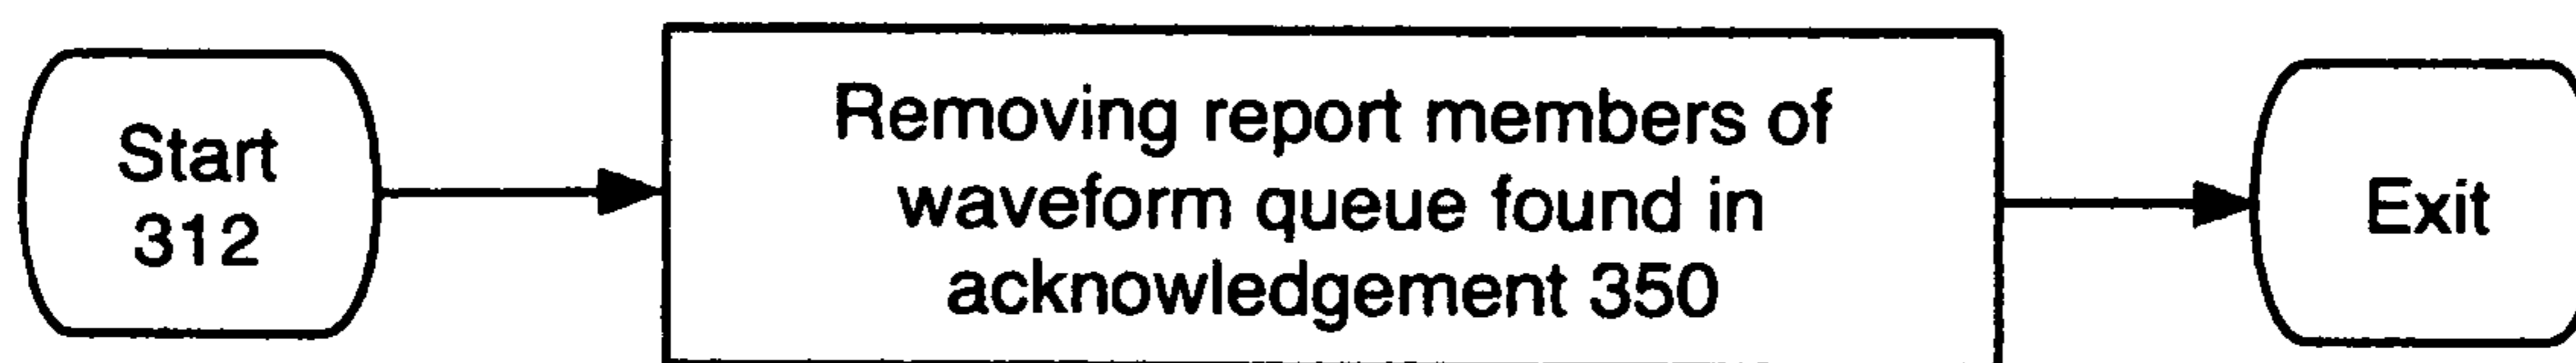 Start
312
Removing report members of
waveform queue found in
acknowledgement 350
Exit